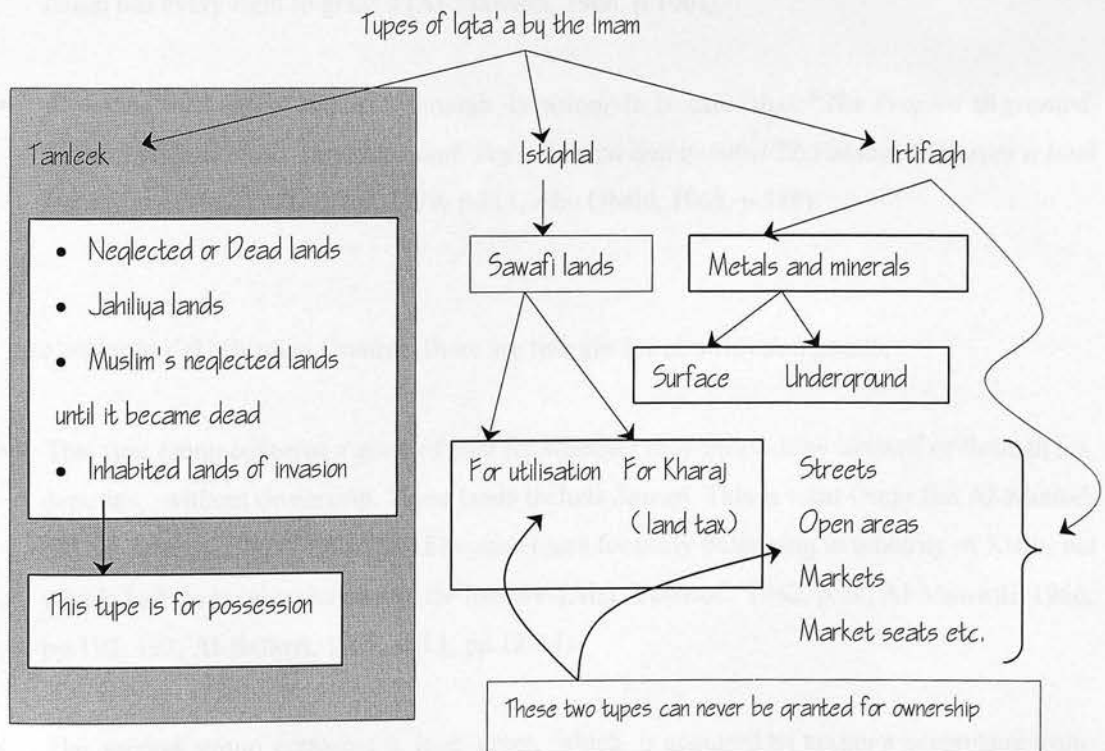 Types of Iqta'a by the Imam
Tamleek
Istiqhlal
Irtifaqh
• Neglected or Dead lands
• Jahiliya lands
• Muslim's neglected lands
until it became dead
• Inhabited lands of invasion
This type is for possession
Sawafi lands
Metals and minerals
Surface Underground
For utilisation For Kharaj
(land tax)
Streets
Open areas
Markets
Market seats etc.
These two types can never be granted for ownership